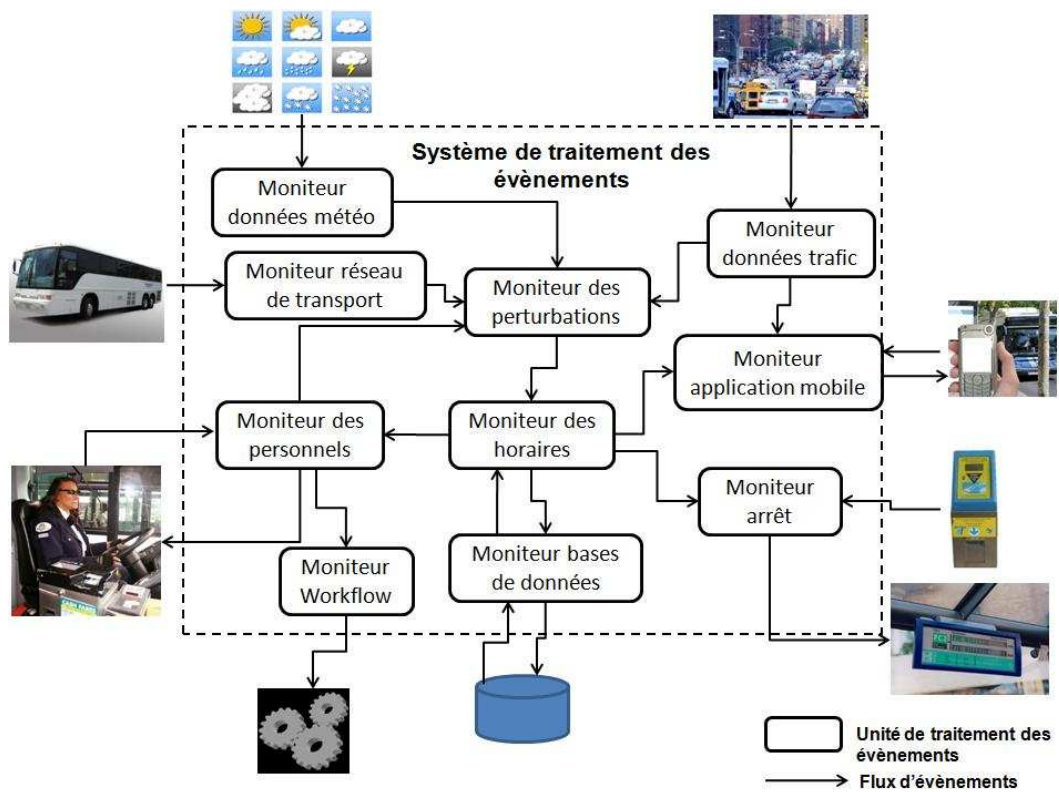 Système de traitement des
évènements
Moniteur
données météo
Moniteur
données trafic
Moniteur réseau
de transport
Moniteur des
perturbations
Moniteur
application mobile
Moniteur des
personnels
Moniteur des
horaires
Moniteur
arrêt
Moniteur
Workflow
Moniteur bases
de données
CASH FARES
Unité de traitement des
évènements
Flux d'évènements